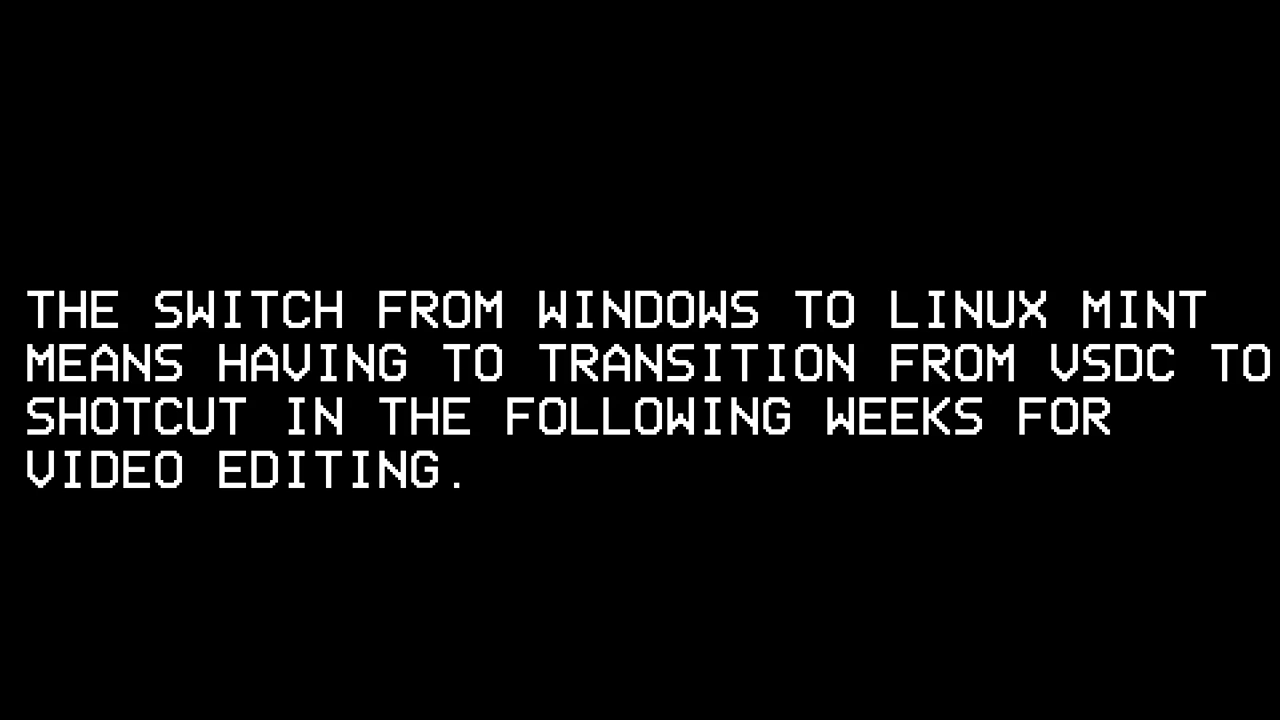 THE SWITCH FROM WINDOWS TO LINUX MINT
MEANS HAVING TO TRANSITION FROM VSDC TO
SHOTCUT IN THE FOLLOWING WEEKS FOR
VIDEO EDITING.